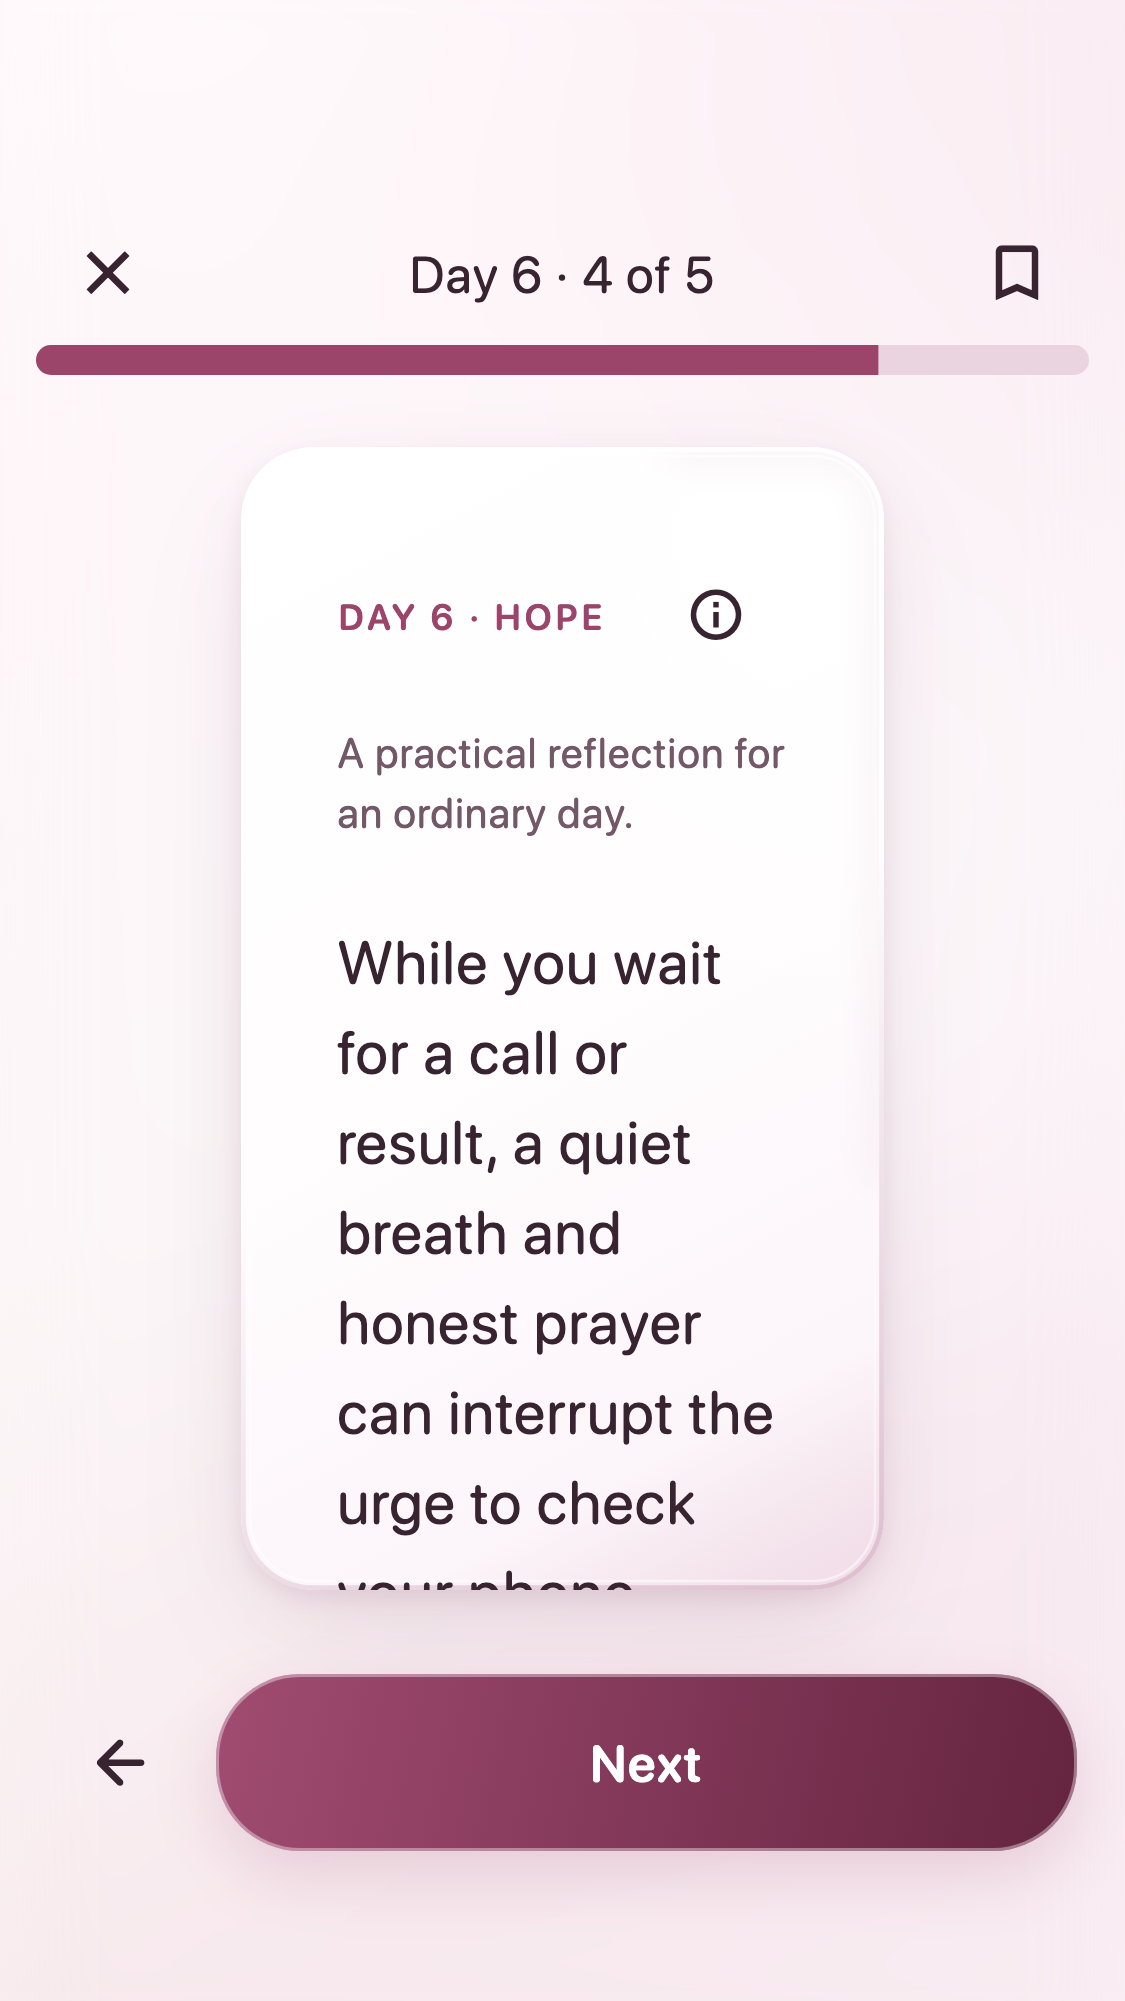 Day 6 · 4 of 5
DAY 6 · HOPE
A practical reflection for
an ordinary day.
While you wait
for a call or
result, a quiet
breath and
honest prayer
can interrupt the
urge to check
Next